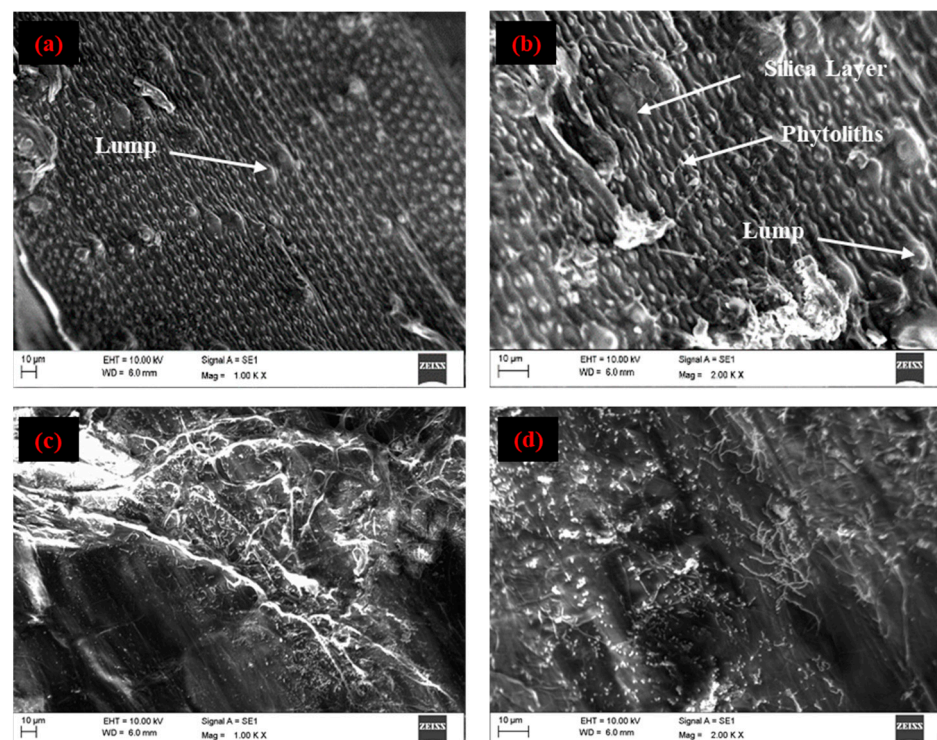 (a)
Lump
10 µm
EHT = 10.00 kV
Signal A = SE1
WD = 6.0 mm
Mag = 1.00 K X
ZEISS
(b)
Silica Layer
Phytoliths
Lump
10 µm
EHT = 10.00 kV
Signal A = SE1
WD = 6.0 mm
Mag = 2.00 K X
ZEISS
(c)
10 µm
EHT = 10.00 kV
Signal A = SE1
WD = 6.0 mm
Mag = 1.00 K X
ZEISS
(d)
10 µm
EHT = 10.00 kV
Signal A = SE1
WD = 6.0 mm
Mag = 2.00 K X
ZEISS